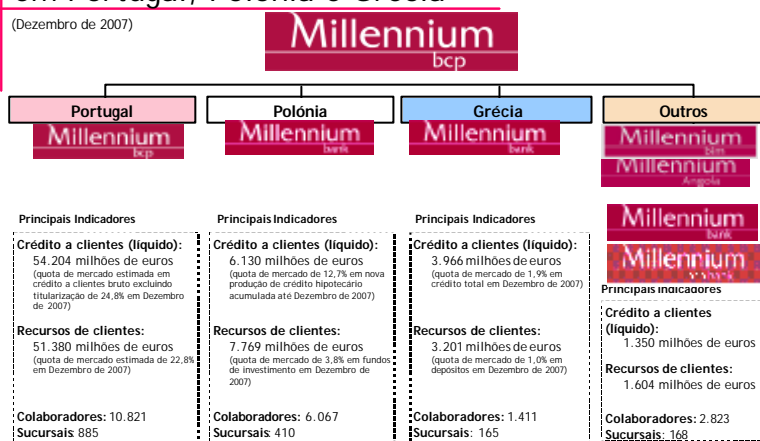 em Portugal, Polónia e Grécia
(Dezembro de 2007)
Millennium
bcp
Portugal
Millennium
bcp
Principais Indicadores
Crédito a clientes (líquido):
54.204 milhões de euros
(quota de mercado estimada em
crédito a clientes bruto excluindo
titularização de 24,8% em Dezembro
de 2007)
Recursos de clientes:
51.380 milhões de euros
(quota de mercado estimada de 22,8%
em Dezembro de 2007)
Colaboradores: 10.821
Sucursais: 885
Polónia
Millennium
bank
Principais Indicadores
Crédito a clientes (líquido):
6.130 milhões de euros
(quota de mercado de 12,7% em nova
produção de crédito hipotecário
acumulada até Dezembro de 2007)
Recursos de clientes:
7.769 milhões de euros
(quota de mercado de 3,8% em fundos
de investimento em Dezembro de
2007)
Colaboradores: 6.067
Sucursais: 410
Grécia
Millennium
bank
Principais Indicadores
Crédito a clientes (líquido):
3.966 milhões de euros
(quota de mercado de 1,9% em
crédito total em Dezembro de 2007)
Recursos de clientes:
3.201 milhões de euros
(quota de mercado de 1,0% em
depósitos em Dezembro de 2007)
Colaboradores: 1.411
Sucursais: 165
Outros
Millennium
bim
Millennium
Angola
Millennium
bank
Millennium
Principais Indicadores
Crédito a clientes
(líquido):
1.350 milhões de euros
Recursos de clientes:
1.604 milhões de euros
Colaboradores: 2.823
Sucursais: 168